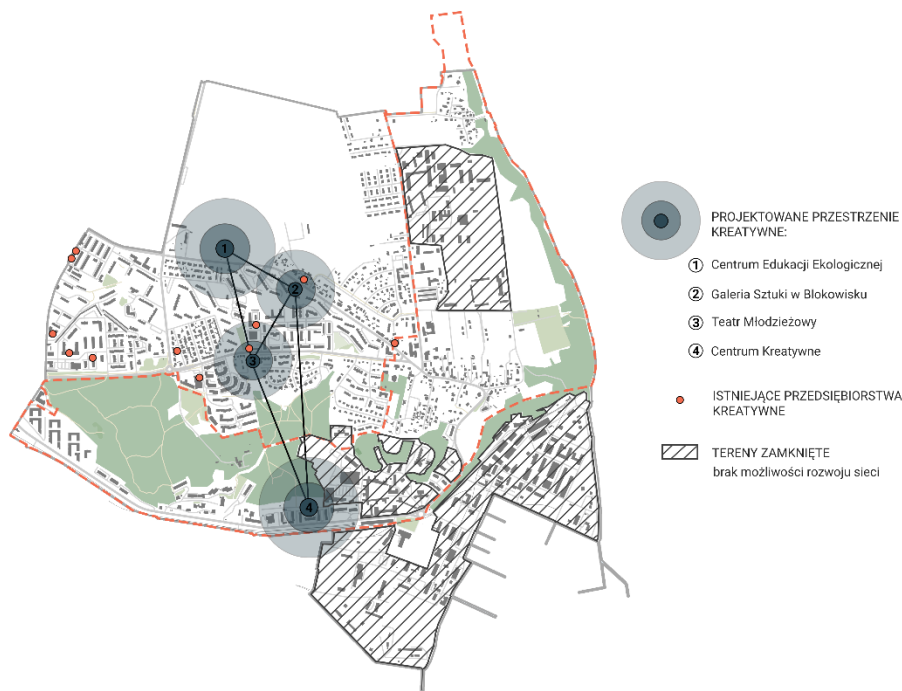 PROJEKTOWANE PRZESTRZENIE
KREATYWNE:
1 Centrum Edukacji Ekologicznej
2 Galeria Sztuki w Blokowisku
3 Teatr Młodzieżowy
4 Centrum Kreatywne
ISTNIEJĄCE PRZEDSIĘBIORSTWA
KREATYWNE
TERENY ZAMKNIĘTE
brak możliwości rozwoju sieci
1
2
3
4